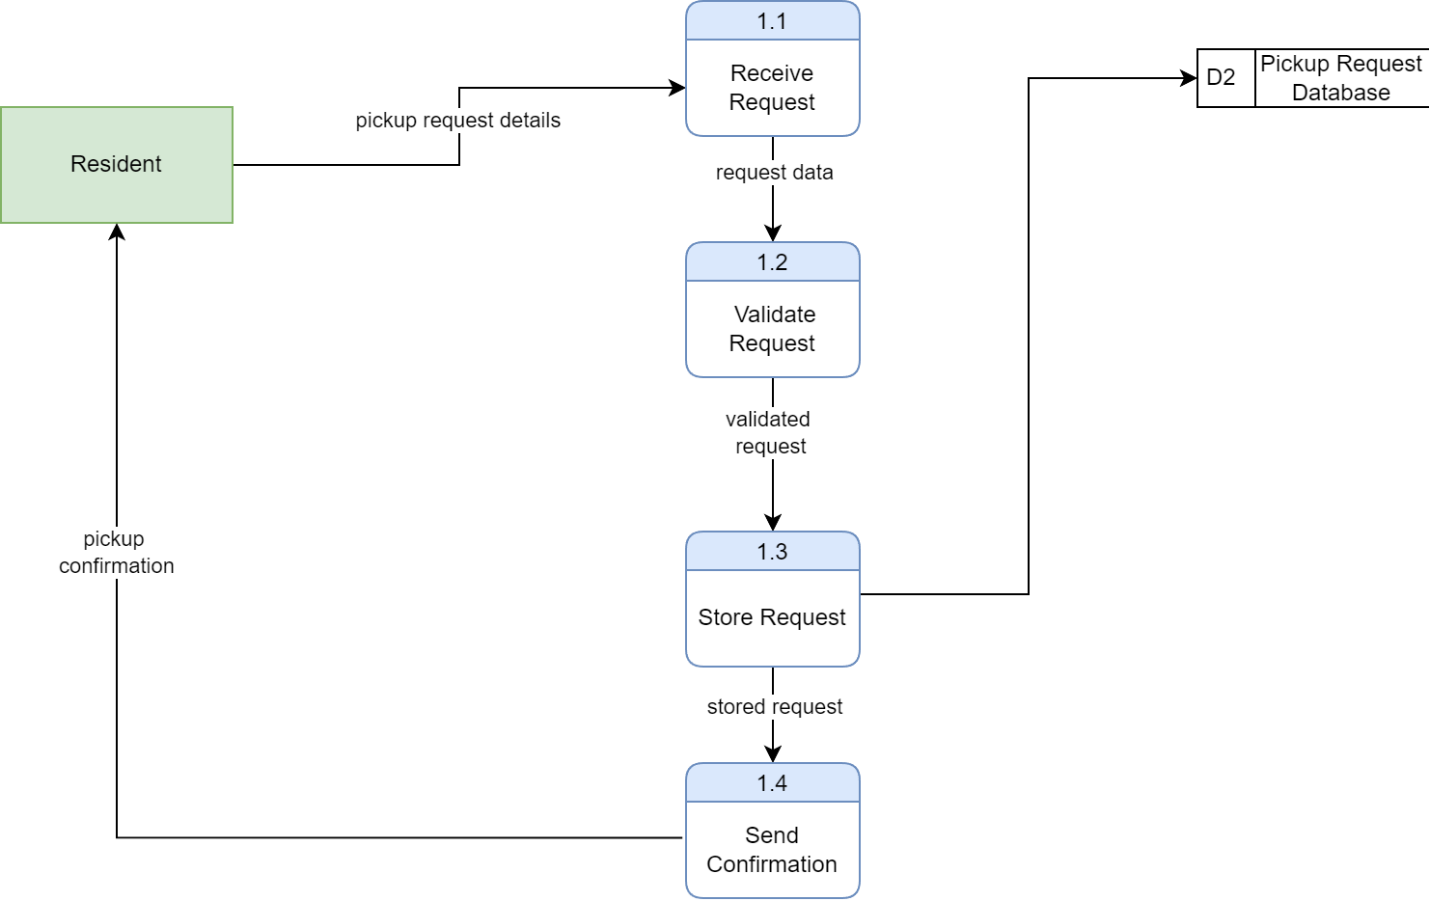 1.1
Receive
Request
D2
Pickup Request
Database
pickup request details
Resident
request data
1.2
Validate
Request
validated
request
pickup
confirmation
1.3
Store Request
stored request
1.4
Send
Confirmation